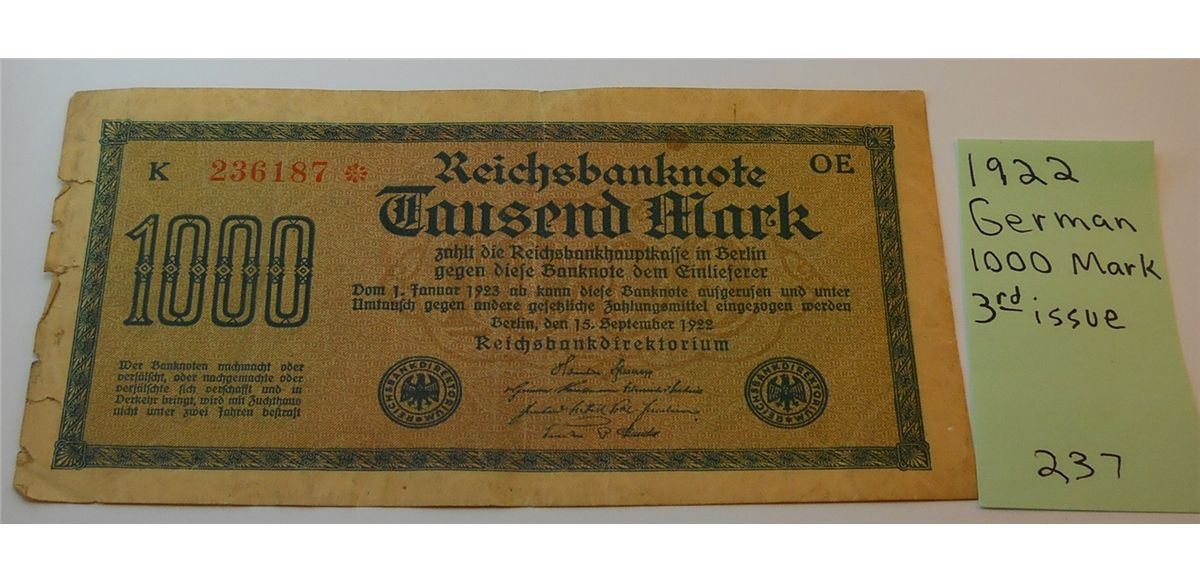 K 236187 * Reichsbanknote OE
1000
Tausend Mark
zahlt die Reichsbankhauptkasse in Berlin
gegen diese Banknote dem Einlieferer
Vom 1. Januar 1923 ab kann diese Banknote aufgerufen und unter
Umtausch gegen andere gesetzliche Zahlungsmittel eingezogen werden
Berlin, den 15. September 1922
Reichsbankdirektorium
Wer Banknoten nachmacht oder
verfälscht, oder nachgemachte oder
verfälschte sich verschafft und in
Verkehr bringt, wird mit Zuchthaus
nicht unter zwei Jahren bestraft
REICHSBANKDIREKTORIUM
REICHSBANKDIREKTORIUM
1922
German
1000 Mark
3rd issue
237